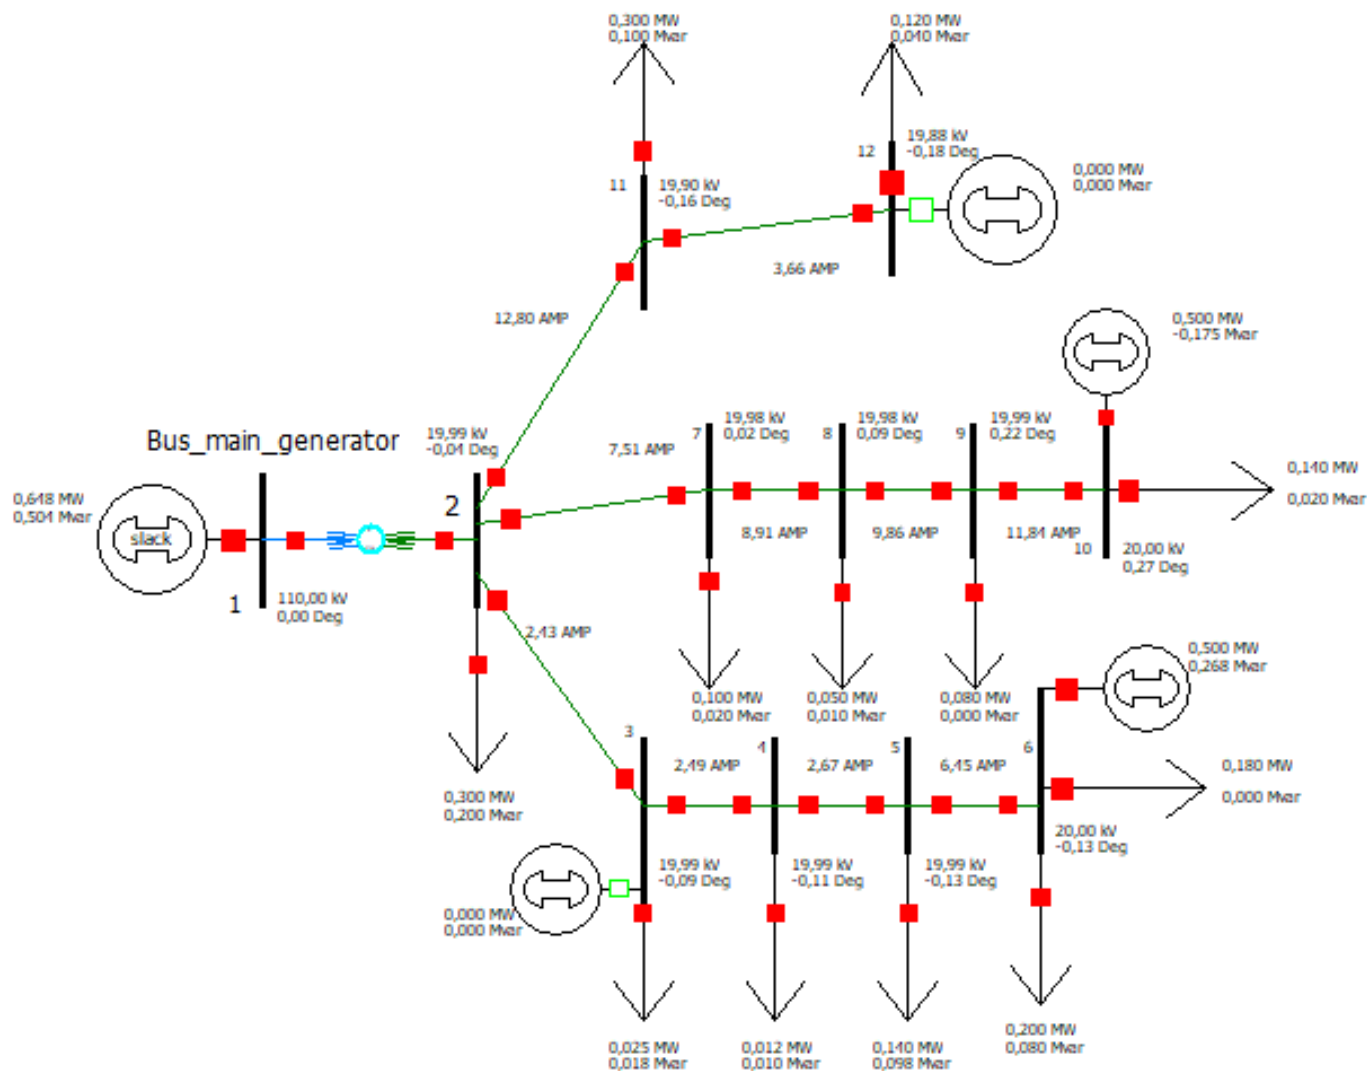 0,300 MW
0,100 Mvar
0,120 MW
0,040 Mvar
12
19,88 kV
-0,18 Deg
0,000 MW
0,000 Mvar
11
19,90 kV
-0,16 Deg
3,66 AMP
12,80 AMP
0,500 MW
-0,175 Mvar
Bus_main_generator
19,99 kV
-0,04 Deg
7,51 AMP
7
19,98 kV
0,02 Deg
8
19,98 kV
0,09 Deg
9
19,99 kV
0,22 Deg
0,140 MW
0,020 Mvar
0,648 MW
0,504 Mvar
slack
2
8,91 AMP
9,86 AMP
11,84 AMP
10
20,00 kV
0,27 Deg
1
110,00 kV
0,00 Deg
2,43 AMP
0,100 MW
0,020 Mvar
0,050 MW
0,010 Mvar
0,080 MW
0,000 Mvar
0,500 MW
0,268 Mvar
3
2,49 AMP
4
2,67 AMP
5
6,45 AMP
6
0,180 MW
0,000 Mvar
0,300 MW
0,200 Mvar
19,99 kV
-0,09 Deg
19,99 kV
-0,11 Deg
19,99 kV
-0,13 Deg
20,00 kV
-0,13 Deg
0,000 MW
0,000 Mvar
0,025 MW
0,018 Mvar
0,012 MW
0,010 Mvar
0,140 MW
0,098 Mvar
0,200 MW
0,080 Mvar